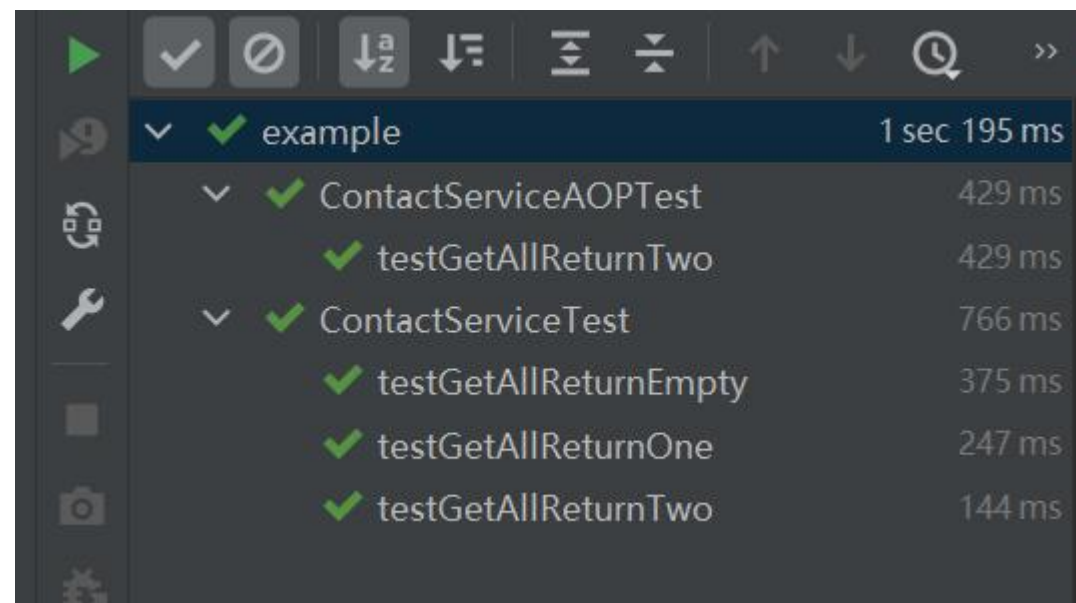 example 1 sec 195 ms
ContactServiceAOPTest 429 ms
testGetAllReturnTwo 429 ms
ContactServiceTest 766 ms
testGetAllReturnEmpty 375 ms
testGetAllReturnOne 247 ms
testGetAllReturnTwo 144 ms